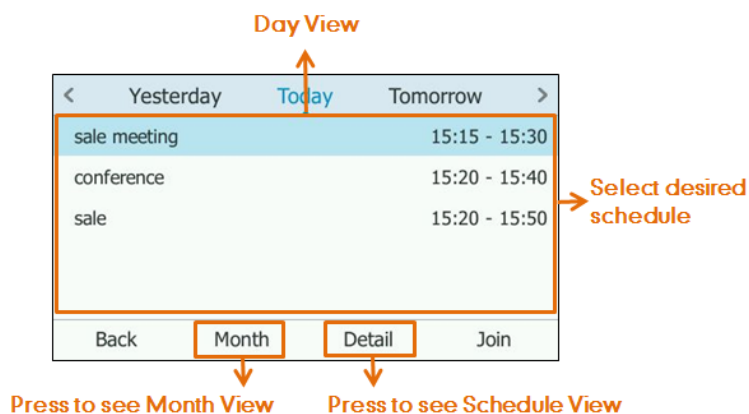 Day View
< Yesterday Today Tomorrow >
sale meeting 15:15 - 15:30
conference 15:20 - 15:40
sale 15:20 - 15:50
Select desired
schedule
Back Month Detail Join
Press to see Month View Press to see Schedule View